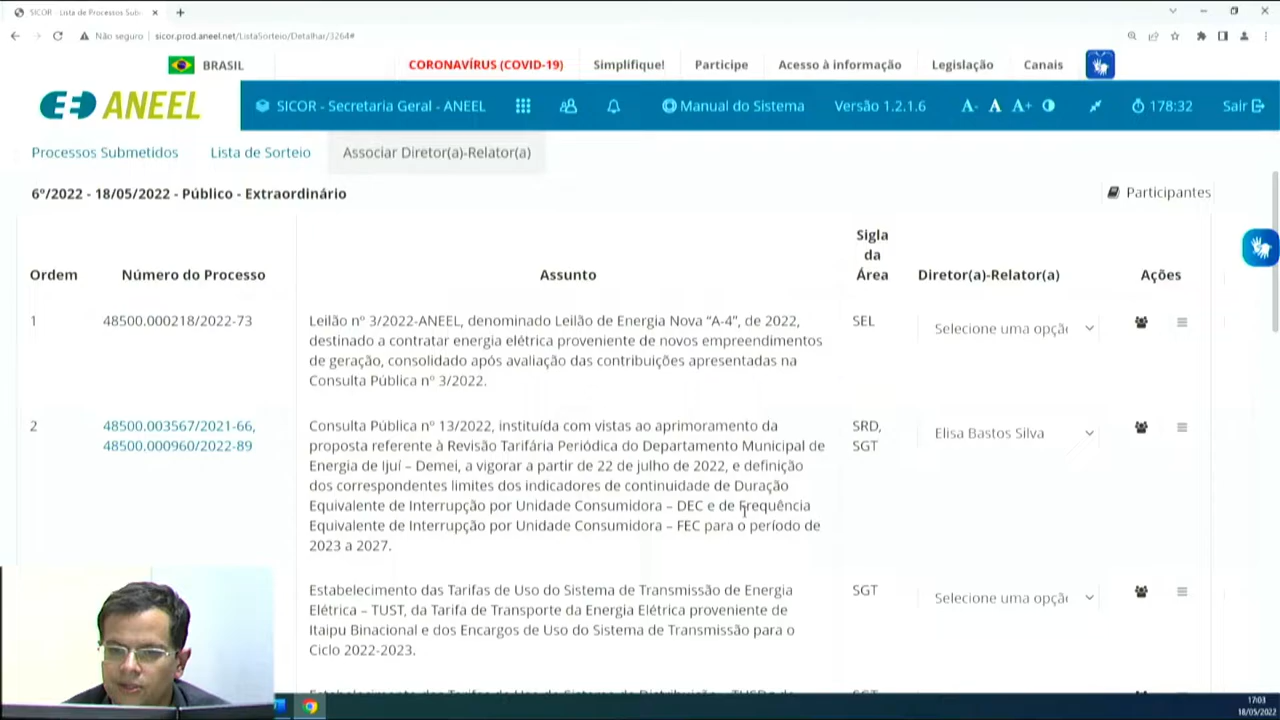 SICOR - Lista de Processos Sub
Não seguro | sicor.prod.aneel.net/ListaSorteio/Detalhar/3264#
BRASIL
CORONAVÍRUS (COVID-19)
Simplifique!
Participe
Acesso à informação
Legislação
Canais
ANEEL
SICOR - Secretaria Geral - ANEEL
Manual do Sistema
Versão 1.2.1.6
A-
A
A+
178:32
Sair
Processos Submetidos
Lista de Sorteio
Associar Diretor(a)-Relator(a)
6º/2022 - 18/05/2022 - Público - Extraordinário
Participantes
Ordem
Número do Processo
Assunto
Sigla
da
Área
Diretor(a)-Relator(a)
Ações
1
48500.000218/2022-73
Leilão nº 3/2022-ANEEL, denominado Leilão de Energia Nova “A-4”, de 2022,
destinado a contratar energia elétrica proveniente de novos empreendimentos
de geração, consolidado após avaliação das contribuições apresentadas na
Consulta Pública nº 3/2022.
SEL
Selecione uma opçã
2
48500.003567/2021-66,
48500.000960/2022-89
Consulta Pública nº 13/2022, instituída com vistas ao aprimoramento da
proposta referente à Revisão Tarifária Periódica do Departamento Municipal de
Energia de Ijuí – Demei, a vigorar a partir de 22 de julho de 2022, e definição
dos correspondentes limites dos indicadores de continuidade de Duração
Equivalente de Interrupção por Unidade Consumidora – DEC e de Frequência
Equivalente de Interrupção por Unidade Consumidora – FEC para o período de
2023 a 2027.
SRD,
SGT
Elisa Bastos Silva
Estabelecimento das Tarifas de Uso do Sistema de Transmissão de Energia
Elétrica – TUST, da Tarifa de Transporte da Energia Elétrica proveniente de
Itaipu Binacional e dos Encargos de Uso do Sistema de Transmissão para o
Ciclo 2022-2023.
SGT
Selecione uma opçã
17:03
18/05/2022